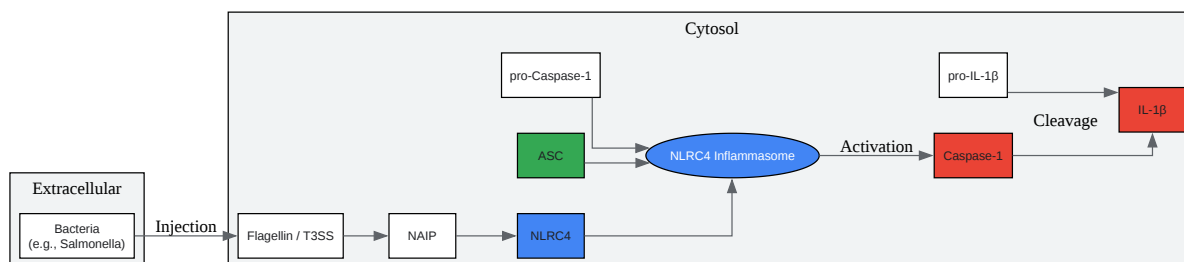 Cytosol
pro-Caspase-1
pro-IL-1β
IL-1β
Cleavage
ASC
NLRC4 Inflammasome
Activation
Caspase-1
Extracellular
Bacteria
(e.g., Salmonella)
Injection
Flagellin / T3SS
NAIP
NLRC4